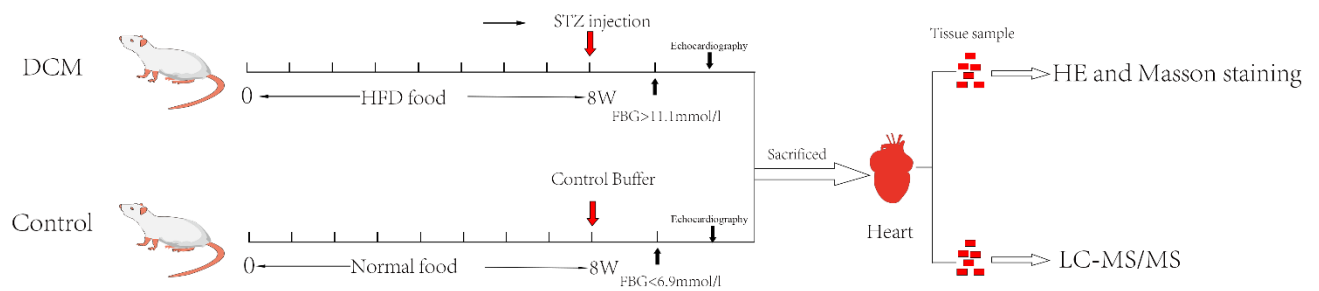 STZ injection
Echocardiography
DCM
0
HFD food
8W
FBG>11.1mmol/l
Control Buffer
Echocardiography
Control
0
Normal food
8W
FBG<6.9mmol/l
Sacrificed
Heart
Tissue sample
HE and Masson staining
LC-MS/MS